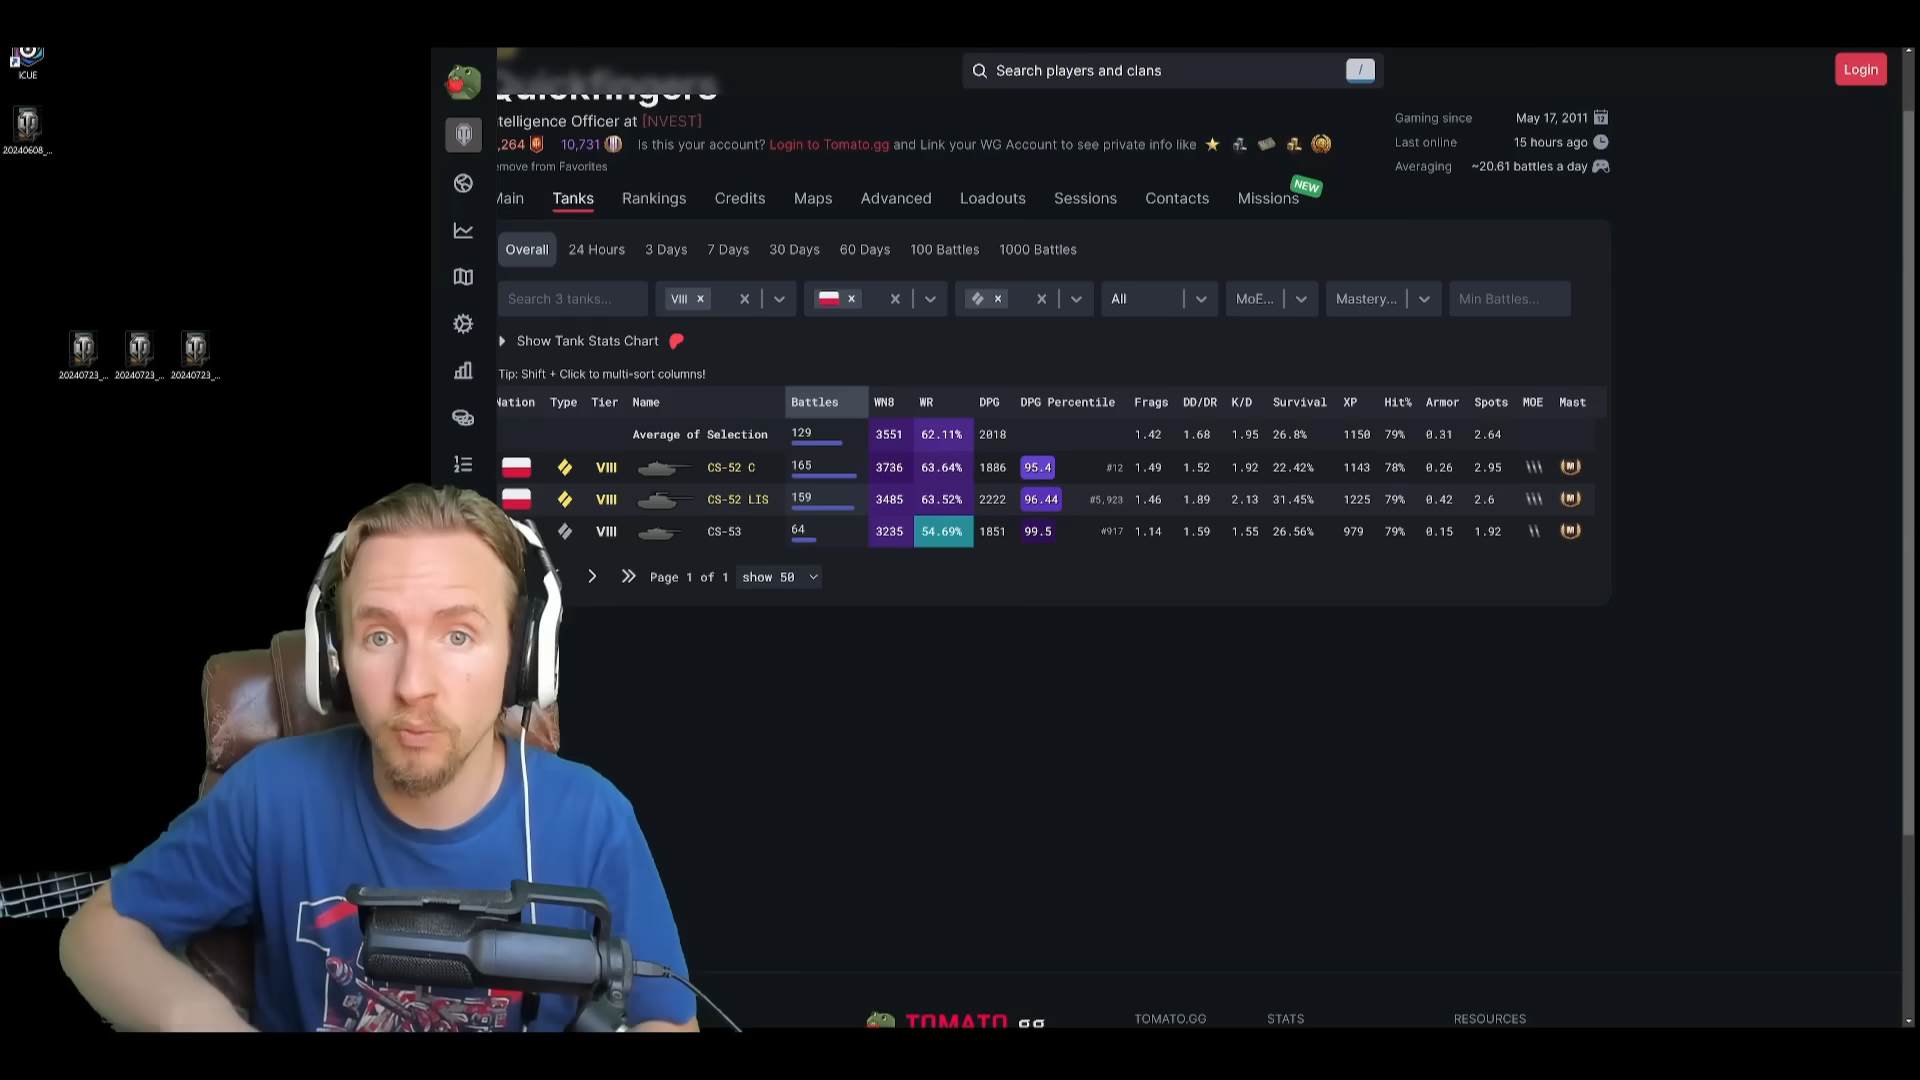 iCUE
20240608_...
20240723_...
20240723_...
20240723_...
Quickfingers
Search players and clans
/
Login
telligence Officer at [NVEST]
,264 10,731 Is this your account? Login to Tomato.gg and Link your WG Account to see private info like
emove from Favorites
Gaming since May 17, 2011
Last online 15 hours ago
Averaging ~20.61 battles a day
Main Tanks Rankings Credits Maps Advanced Loadouts Sessions Contacts Missions NEW
Overall 24 Hours 3 Days 7 Days 30 Days 60 Days 100 Battles 1000 Battles
Search 3 tanks... VIII All MoE... Mastery... Min Battles...
Show Tank Stats Chart
Tip: Shift + Click to multi-sort columns!
Nation Type Tier Name Battles WN8 WR DPG DPG Percentile Frags DD/DR K/D Survival XP Hit% Armor Spots MOE Mast
Average of Selection 129 3551 62.11% 2018 1.42 1.68 1.95 26.8% 1150 79% 0.31 2.64
VIII CS-52 C 165 3736 63.64% 1886 95.4 #12 1.49 1.52 1.92 22.42% 1143 78% 0.26 2.95 M
VIII CS-52 LIS 159 3485 63.52% 2222 96.44 #5,923 1.46 1.89 2.13 31.45% 1225 79% 0.42 2.6 M
VIII CS-53 64 3235 54.69% 1851 99.5 #917 1.14 1.59 1.55 26.56% 979 79% 0.15 1.92 M
Page 1 of 1 show 50
TOMATO.gg
TOMATO.GG STATS RESOURCES